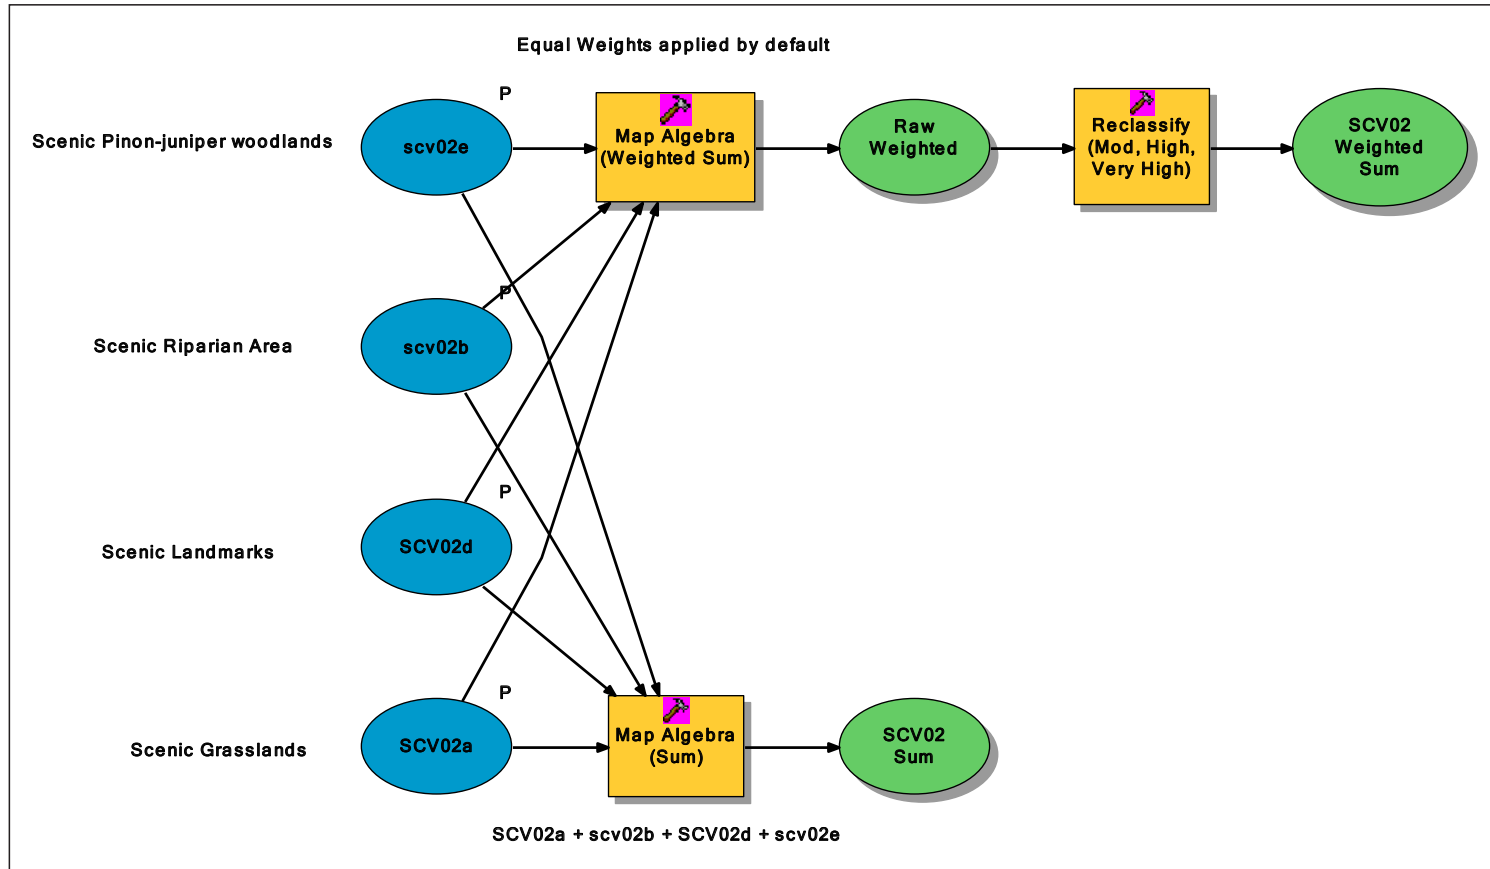 Equal Weights applied by default
P
Scenic Pinon-juniper woodlands
scv02e
Map Algebra
(Weighted Sum)
Raw
Weighted
Reclassify
(Mod, High,
Very High)
SCV02
Weighted
Sum
P
Scenic Riparian Area
scv02b
P
Scenic Landmarks
SCV02d
P
Scenic Grasslands
SCV02a
Map Algebra
(Sum)
SCV02
Sum
SCV02a + scv02b + SCV02d + scv02e